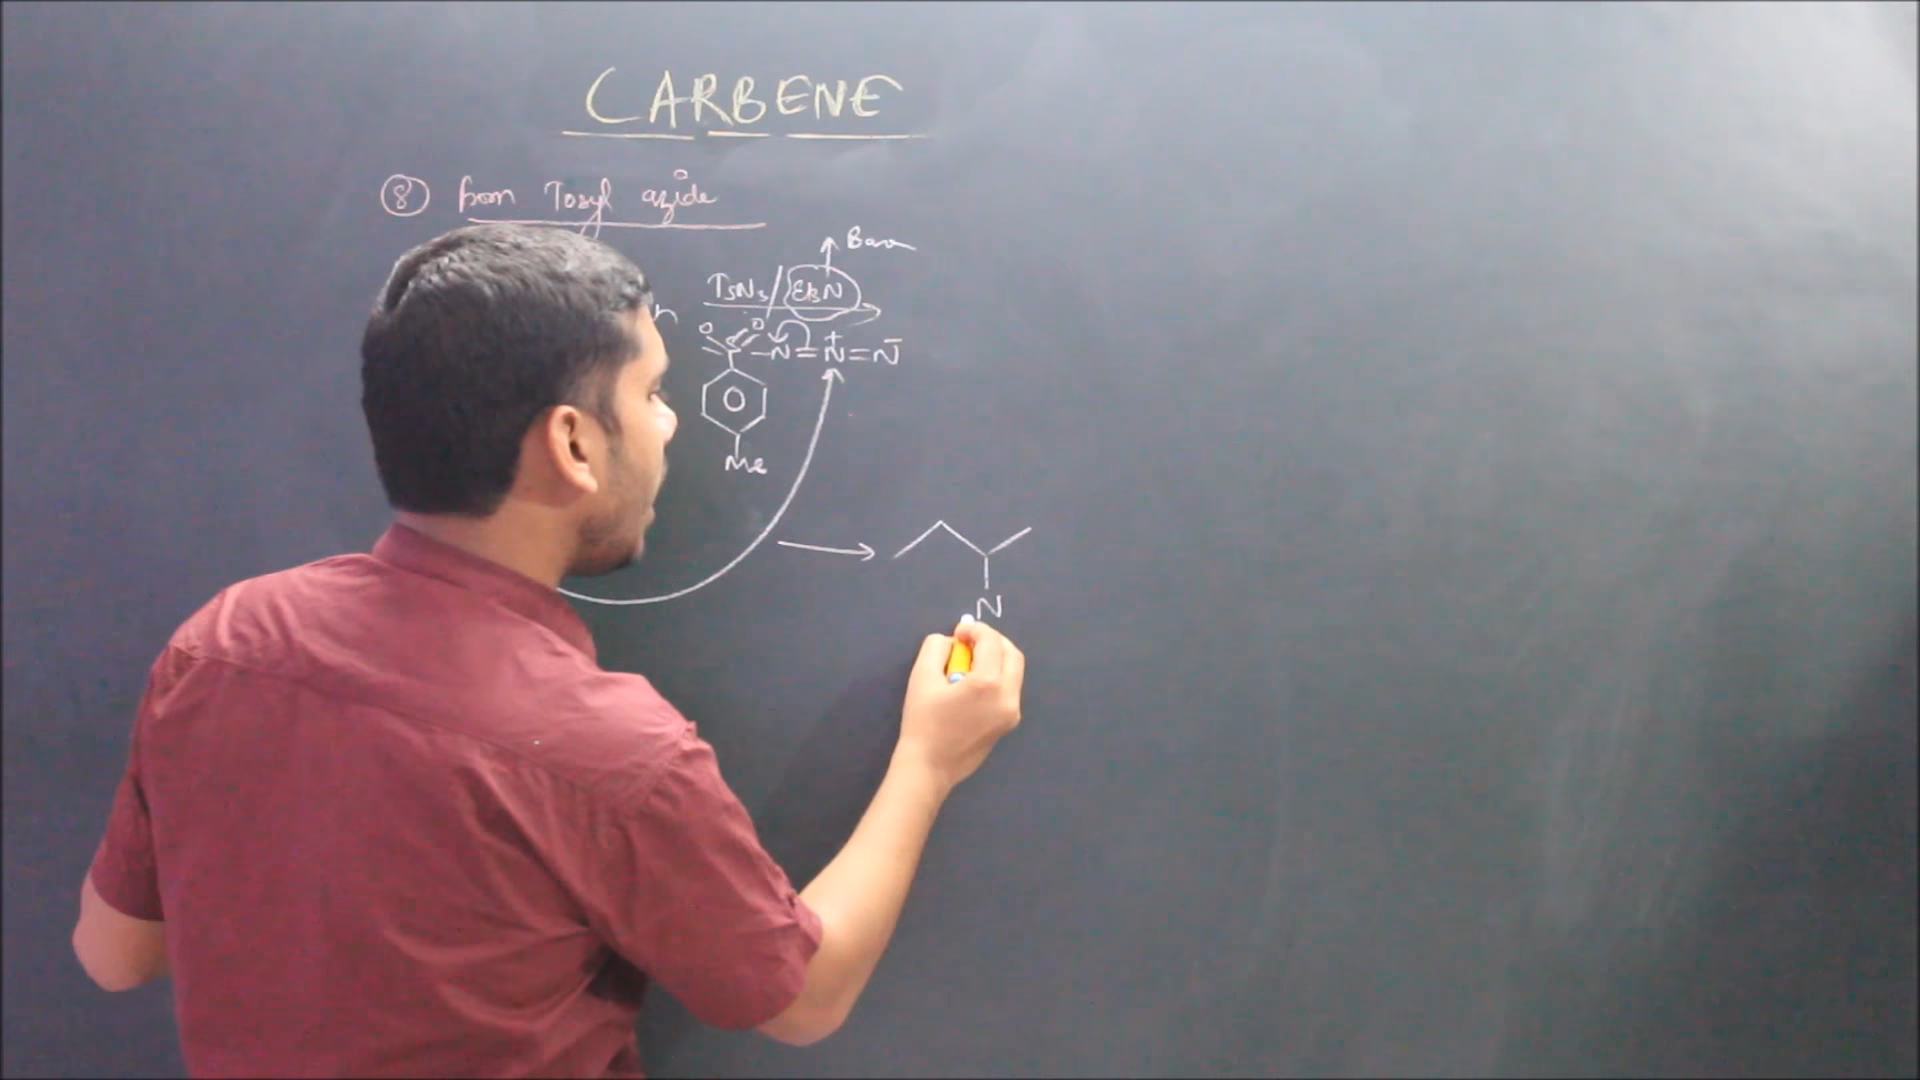 CARBENE
8 from Tosyl azide
Base
TsN3/Et3N
O O
S–N=N+=N-
O
Me
N